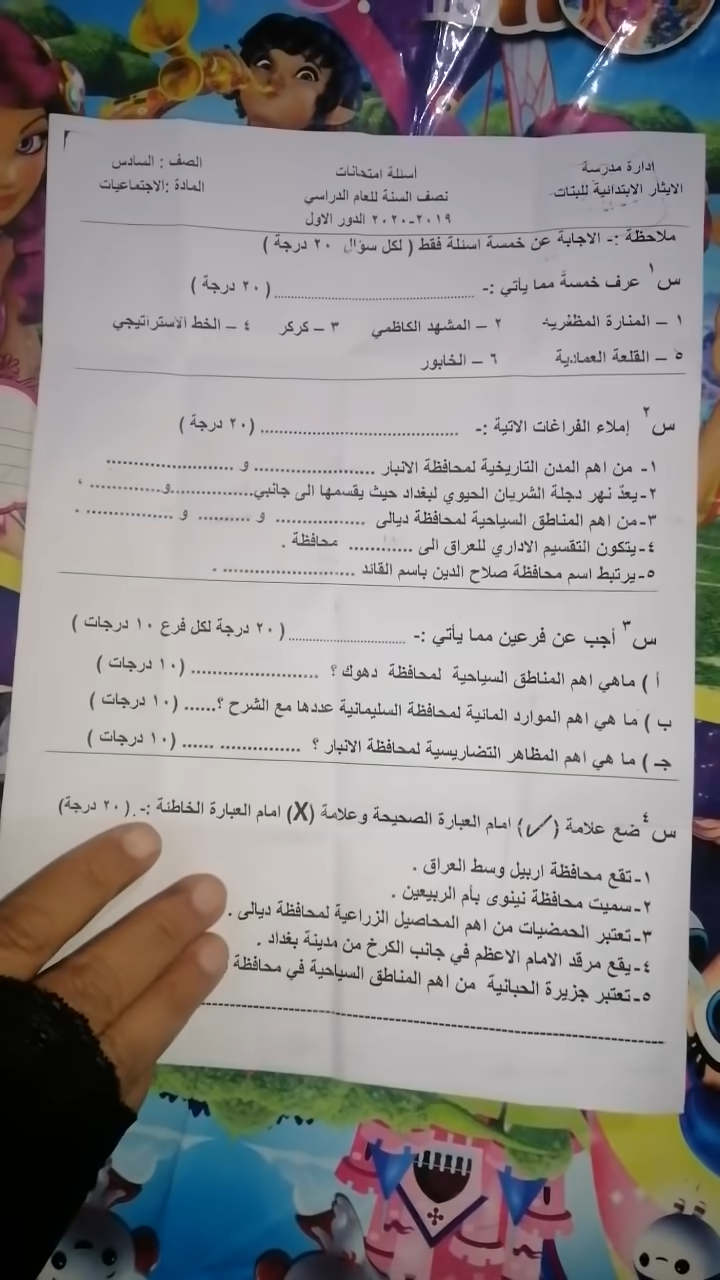 ادارة مدرسة
الايثار الابتدائية للبنات
أسئلة امتحانات
نصف السنة للعام الدراسي
٢٠١٩-٢٠٢٠ الدور الاول
الصف : السادس
المادة :الاجتماعيات
ملاحظة :- الاجابة عن خمسة اسئلة فقط ( لكل سؤال ٢٠ درجة )
س١ عرف خمسة مما يأتي :- ........................................ ( ٢٠ درجة )
١ – المنارة المظفريه ٢ – المشهد الكاظمي ٣ – كركر ٤ – الخط الاستراتيجي
٥ – القلعة العمادية ٦ – الخابور
س٢ إملاء الفراغات الاتية :- ........................................ (٢٠ درجة )
١- من اهم المدن التاريخية لمحافظة الانبار ........................ و ........................
٢-يعدّ نهر دجلة الشريان الحيوي لبغداد حيث يقسمها الى جانبي................و.............. ،
٣-من اهم المناطق السياحية لمحافظة ديالى .................. و .......... و ................ .
٤-يتكون التقسيم الاداري للعراق الى ............ محافظة .
٥-يرتبط اسم محافظة صلاح الدين باسم القائد ........................ .
س٣ أجب عن فرعين مما يأتي :- ........................ ( ٢٠ درجة لكل فرع ١٠ درجات )
أ ) ماهي اهم المناطق السياحية لمحافظة دهوك ؟ ........................ (١٠ درجات )
ب ) ما هي اهم الموارد المائية لمحافظة السليمانية عددها مع الشرح ؟...... (١٠ درجات )
جـ ) ما هي اهم المظاهر التضاريسية لمحافظة الانبار ؟ ............... ...... (١٠ درجات )
س٤ ضع علامة (✓) امام العبارة الصحيحة وعلامة (X) امام العبارة الخاطئة :- . ( ٢٠ درجة)
١-تقع محافظة اربيل وسط العراق .
٢-سميت محافظة نينوى بأم الربيعين .
٣-تعتبر الحمضيات من اهم المحاصيل الزراعية لمحافظة ديالى .
٤-يقع مرقد الامام الاعظم في جانب الكرخ من مدينة بغداد .
٥-تعتبر جزيرة الحبانية من اهم المناطق السياحية في محافظة